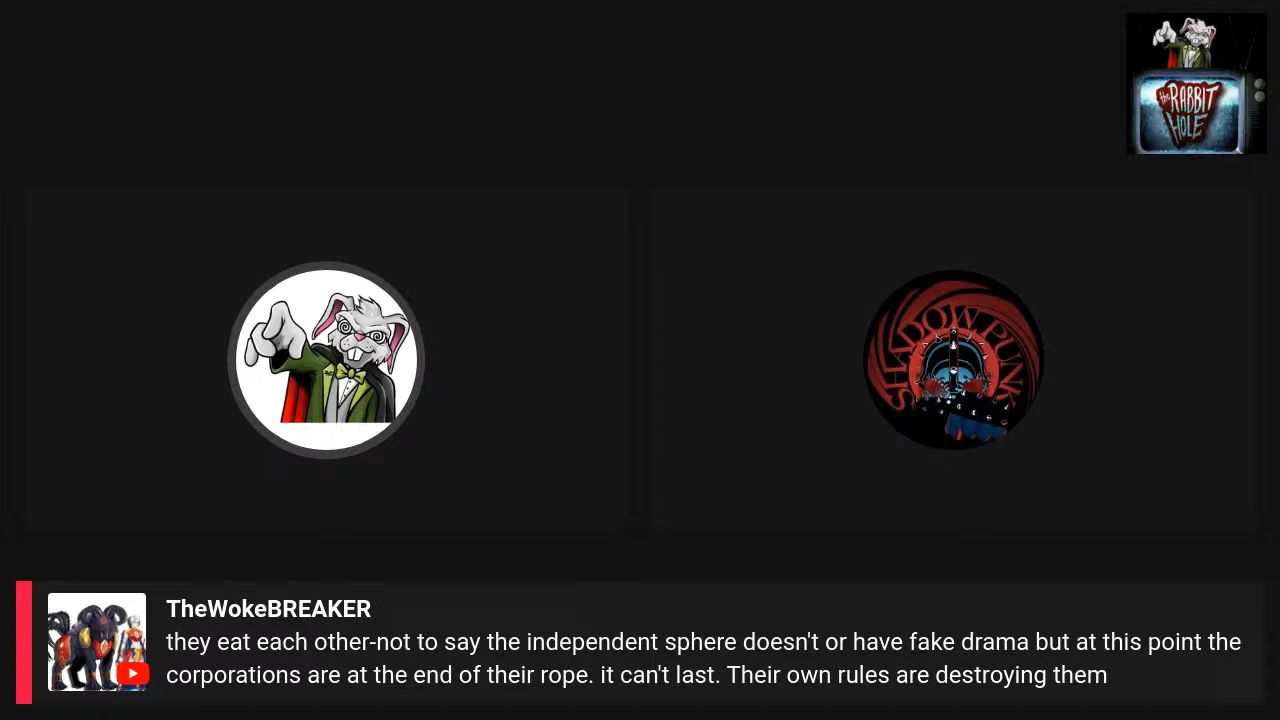 the RABBIT
HOLE
SHADOW PUNK
TheWokeBREAKER
they eat each other-not to say the independent sphere doesn't or have fake drama but at this point the
corporations are at the end of their rope. it can't last. Their own rules are destroying them